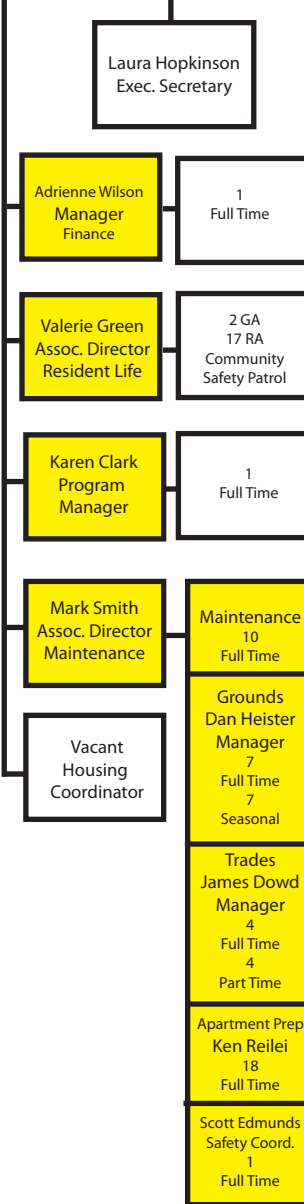 Laura Hopkinson
Exec. Secretary
Adrienne Wilson
Manager
Finance
1
Full Time
Valerie Green
Assoc. Director
Resident Life
2 GA
17 RA
Community
Safety Patrol
Karen Clark
Program
Manager
1
Full Time
Mark Smith
Assoc. Director
Maintenance
Maintenance
10
Full Time
Grounds
Dan Heister
Manager
7
Full Time
7
Seasonal
Vacant
Housing
Coordinator
Trades
James Dowd
Manager
4
Full Time
4
Part Time
Apartment Prep
Ken Reilei
18
Full Time
Scott Edmunds
Safety Coord.
1
Full Time